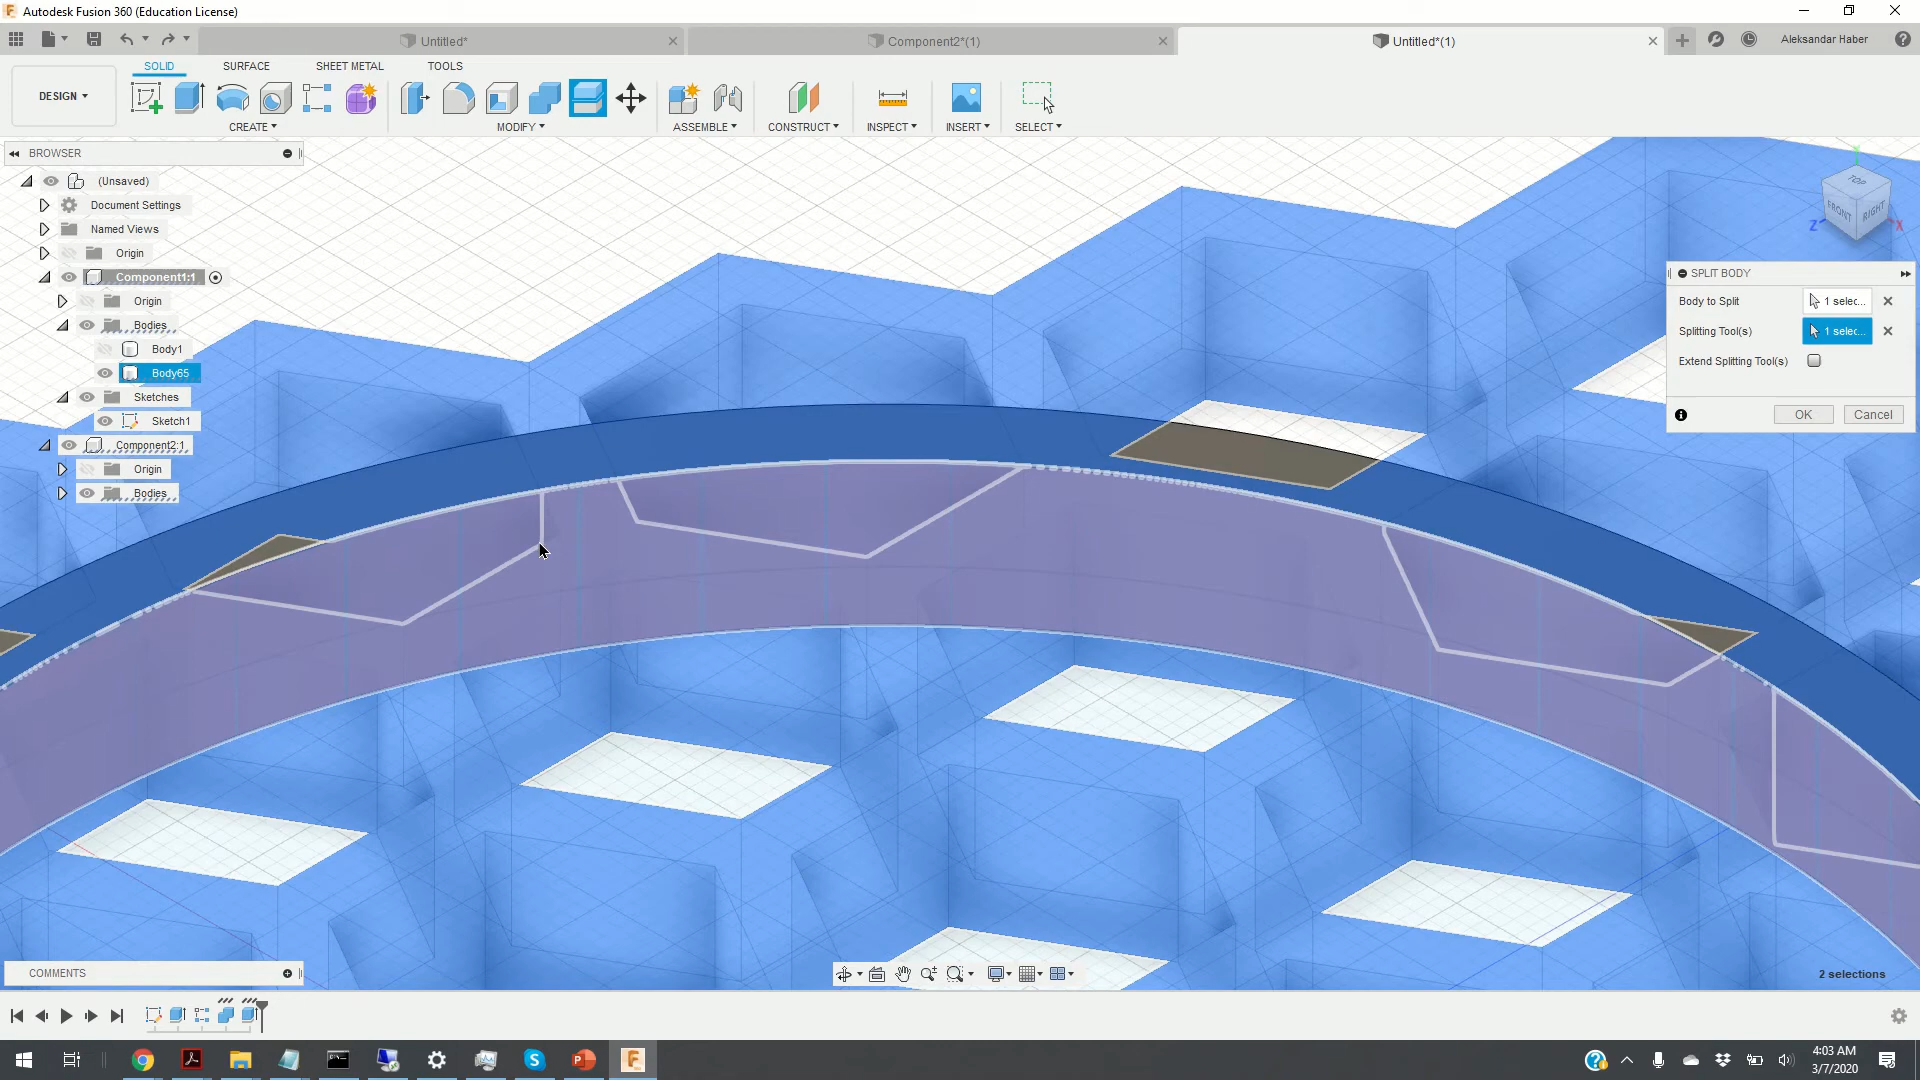 Autodesk Fusion 360 (Education License)
Untitled*
Component2*(1)
Untitled*(1)
Aleksandar Haber
SOLID
SURFACE
SHEET METAL
TOOLS
DESIGN
CREATE
MODIFY
ASSEMBLE
CONSTRUCT
INSPECT
INSERT
SELECT
BROWSER
(Unsaved)
Document Settings
Named Views
Origin
Component1:1
Origin
Bodies
Body1
Body65
Sketches
Sketch1
Component2:1
Origin
Bodies
TOP
FRONT
RIGHT
Z
X
SPLIT BODY
Body to Split
1 selec...
Splitting Tool(s)
1 selec...
Extend Splitting Tool(s)
OK
Cancel
COMMENTS
2 selections
4:03 AM
3/7/2020